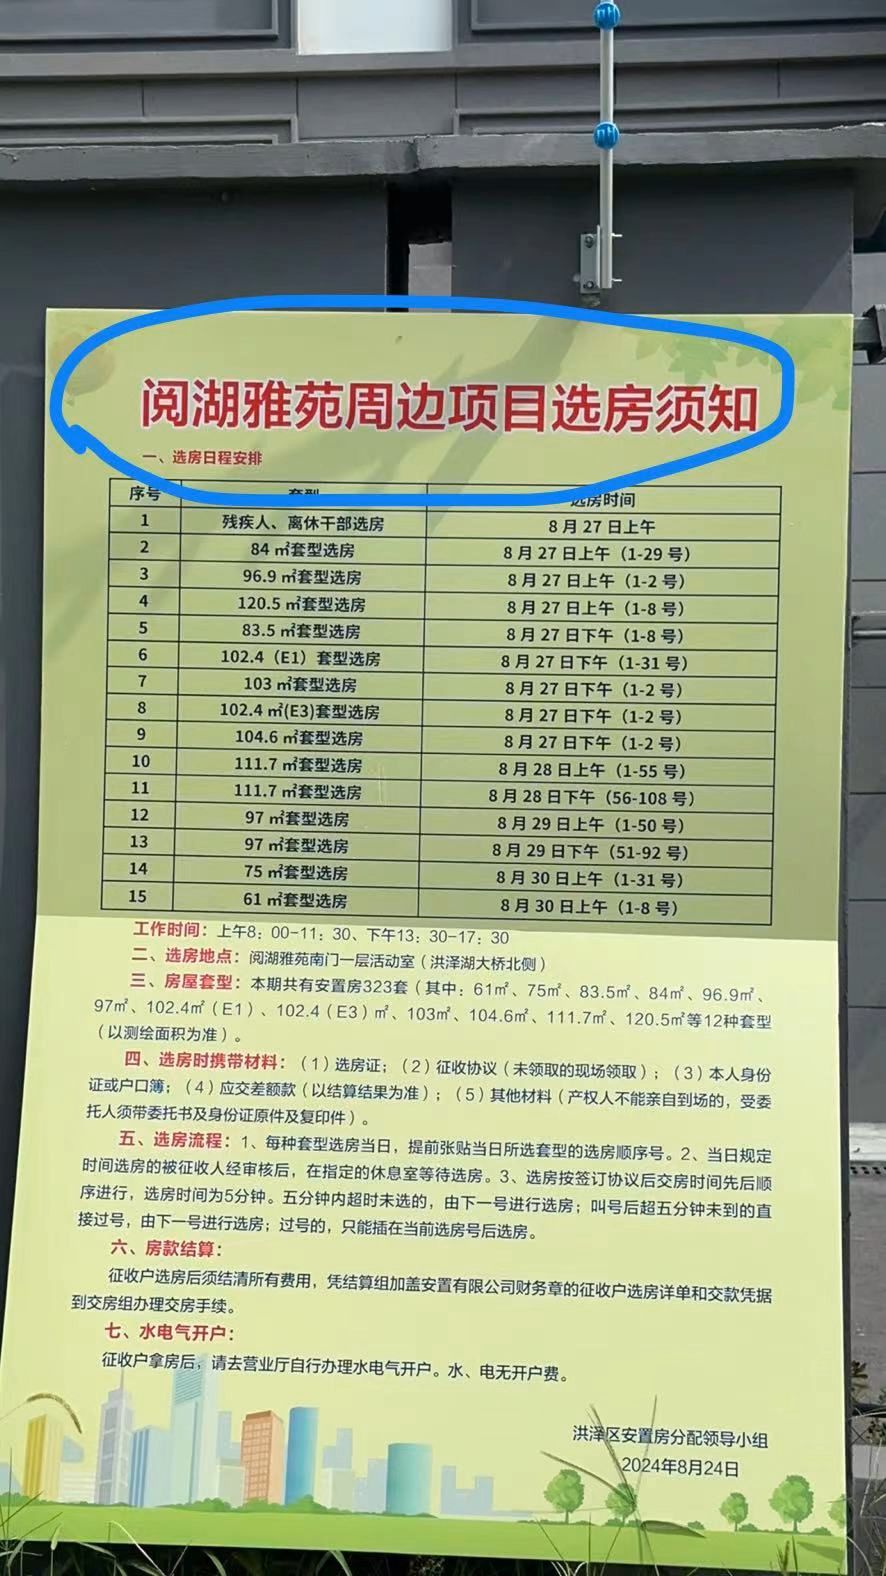 阅湖雅苑周边项目选房须知
一、选房日程安排
序号 套型 选房时间
1 残疾人、离休干部选房 8月27日上午
2 84㎡套型选房 8月27日上午（1-29号）
3 96.9㎡套型选房 8月27日上午（1-2号）
4 120.5㎡套型选房 8月27日上午（1-8号）
5 83.5㎡套型选房 8月27日下午（1-8号）
6 102.4（E1）套型选房 8月27日下午（1-31号）
7 103㎡套型选房 8月27日下午（1-2号）
8 102.4㎡(E3)套型选房 8月27日下午（1-2号）
9 104.6㎡套型选房 8月27日下午（1-2号）
10 111.7㎡套型选房 8月28日上午（1-55号）
11 111.7㎡套型选房 8月28日下午（56-108号）
12 97㎡套型选房 8月29日上午（1-50号）
13 97㎡套型选房 8月29日下午（51-92号）
14 75㎡套型选房 8月30日上午（1-31号）
15 61㎡套型选房 8月30日上午（1-8号）
工作时间：上午8：00-11：30、下午13：30-17：30
二、选房地点：阅湖雅苑南门一层活动室（洪泽湖大桥北侧）
三、房屋套型：本期共有安置房323套（其中：61㎡、75㎡、83.5㎡、84㎡、96.9㎡、
97㎡、102.4㎡（E1）、102.4（E3）㎡、103㎡、104.6㎡、111.7㎡、120.5㎡等12种套型
（以测绘面积为准）。
四、选房时携带材料：（1）选房证；（2）征收协议（未领取的现场领取）；（3）本人身份
证或户口簿；（4）应交差额款（以结算结果为准）；（5）其他材料（产权人不能亲自到场的，受委
托人须带委托书及身份证原件及复印件）。
五、选房流程：1、每种套型选房当日，提前张贴当日所选套型的选房顺序号。2、当日规定
时间选房的被征收人经审核后，在指定的休息室等待选房。3、选房按签订协议后交房时间先后顺
序进行，选房时间为5分钟。五分钟内超时未选的，由下一号进行选房；叫号后超五分钟未到的直
接过号，由下一号进行选房；过号的，只能插在当前选房号后选房。
六、房款结算：
征收户选房后须结清所有费用，凭结算组加盖安置有限公司财务章的征收户选房详单和交款凭据
到交房组办理交房手续。
七、水电气开户：
征收户拿房后，请去营业厅自行办理水电气开户。水、电无开户费。
洪泽区安置房分配领导小组
2024年8月24日